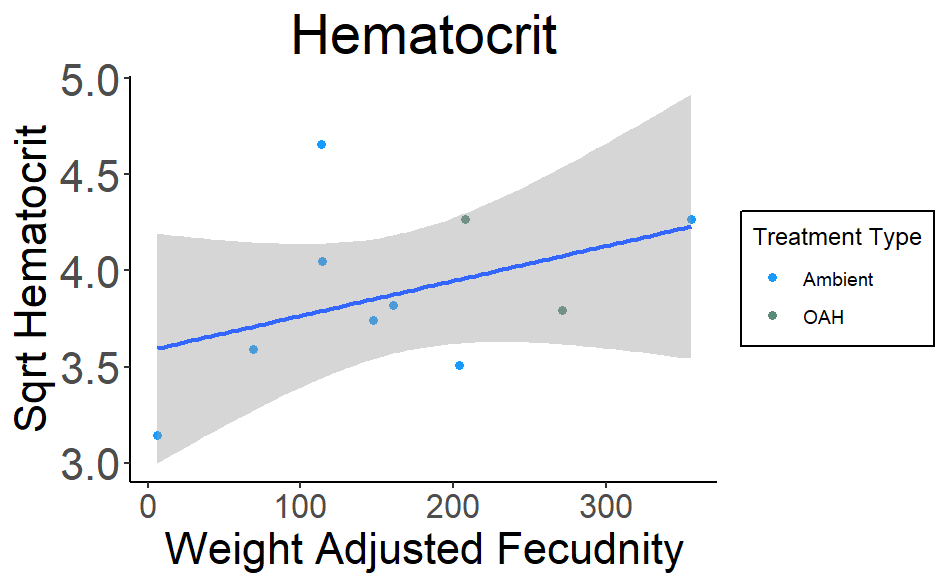 Hematocrit
5.0
4.5
4.0
3.5
3.0
Sqrt Hematocrit
0 100 200 300
Weight Adjusted Fecudnity
Treatment Type
Ambient
OAH